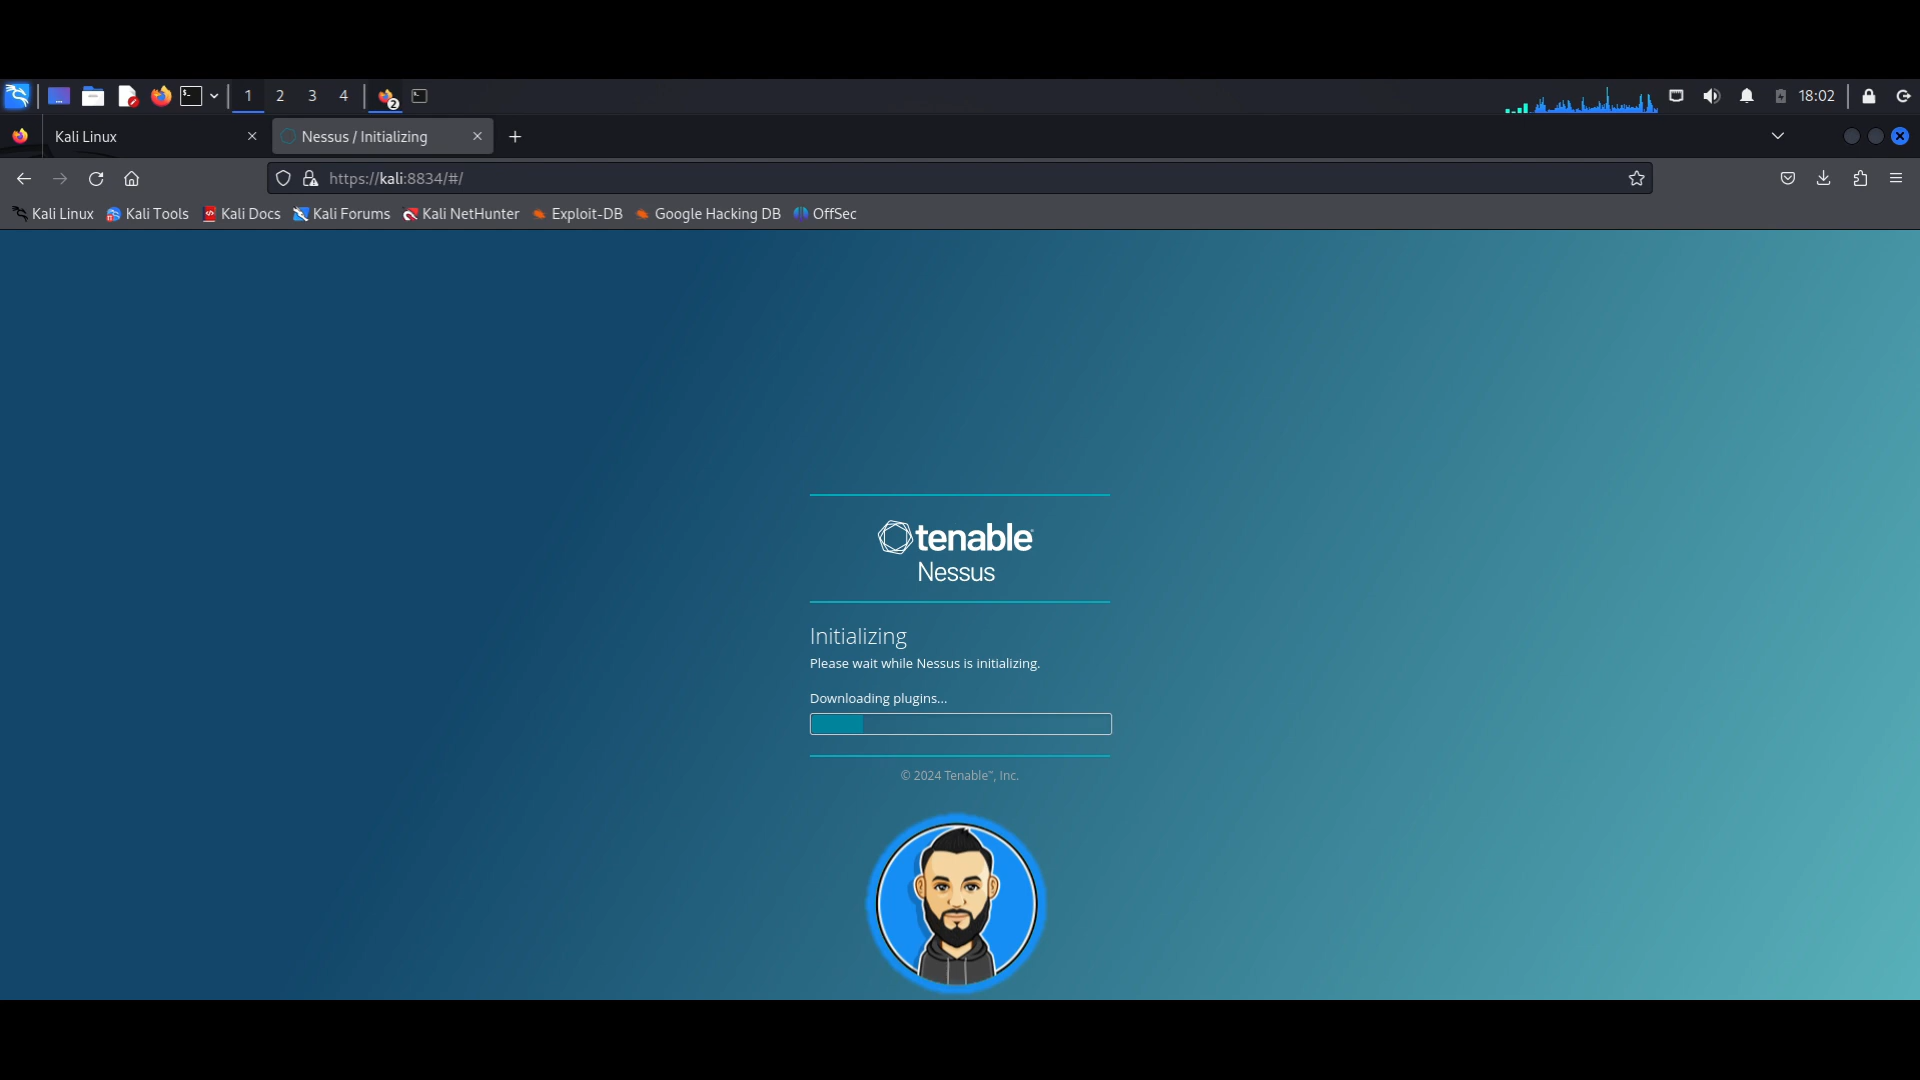 1 2 3 4 2 18:02
Kali Linux Nessus / Initializing
https://kali:8834/#/
Kali Linux Kali Tools Kali Docs Kali Forums Kali NetHunter Exploit-DB Google Hacking DB OffSec
tenable
Nessus
Initializing
Please wait while Nessus is initializing.
Downloading plugins...
© 2024 Tenable™, Inc.